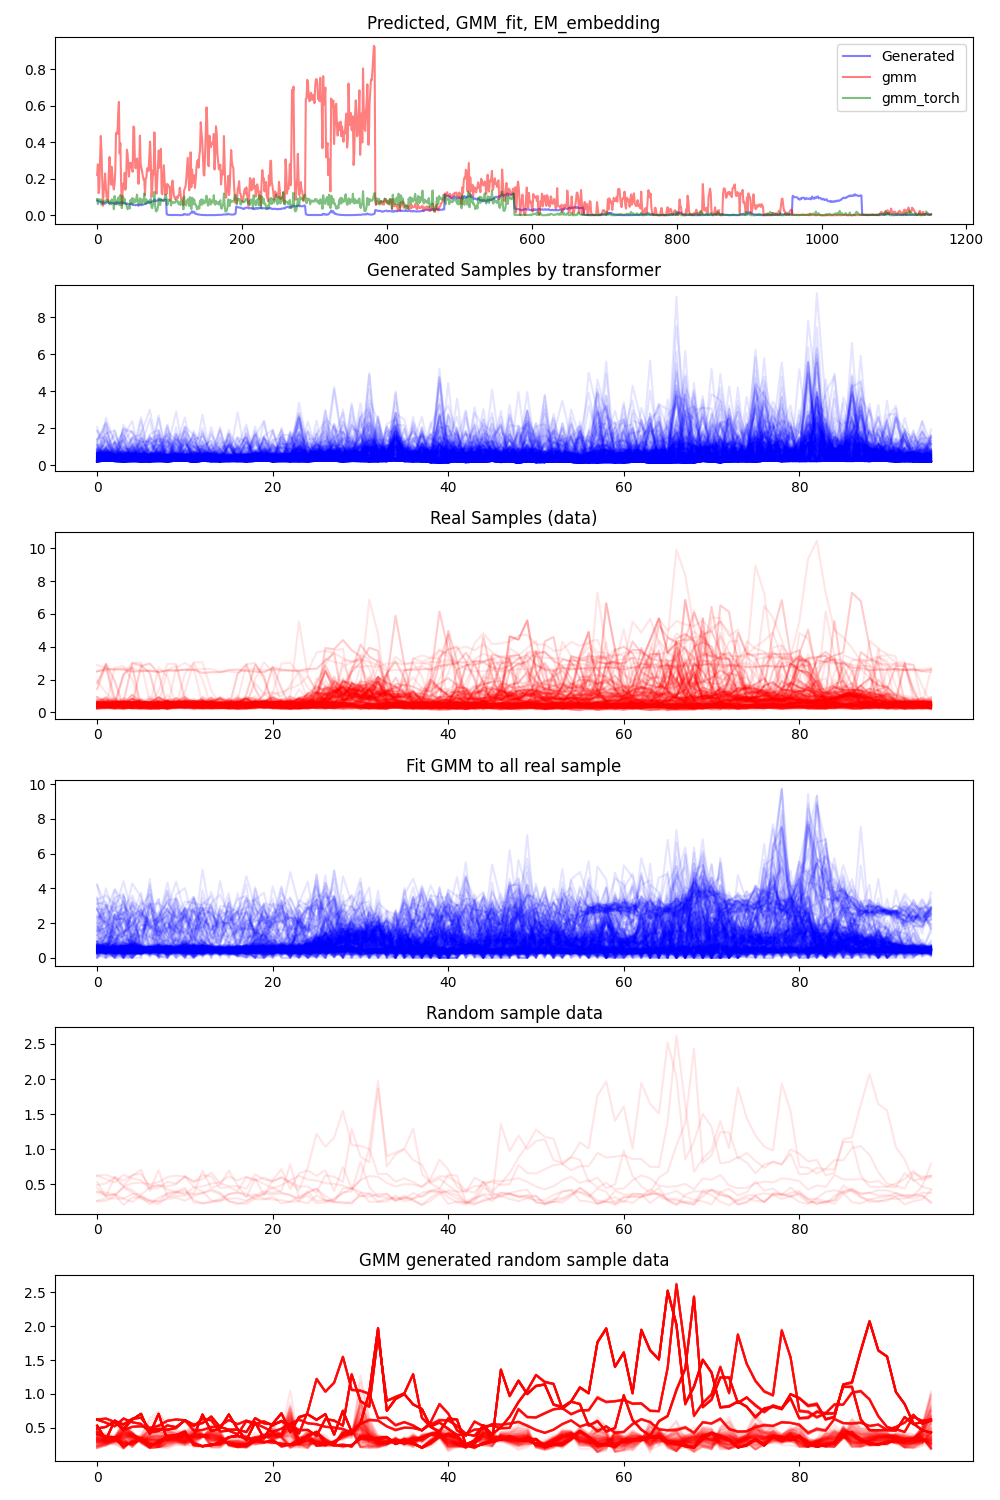 Predicted, GMM_fit, EM_embedding
Generated
gmm
gmm_torch
0.8
0.6
0.4
0.2
0.0
0 200 400 600 800 1000 1200
Generated Samples by transformer
8
6
4
2
0
0 20 40 60 80
Real Samples (data)
10
8
6
4
2
0
0 20 40 60 80
Fit GMM to all real sample
10
8
6
4
2
0
0 20 40 60 80
Random sample data
2.5
2.0
1.5
1.0
0.5
0 20 40 60 80
GMM generated random sample data
2.5
2.0
1.5
1.0
0.5
0 20 40 60 80